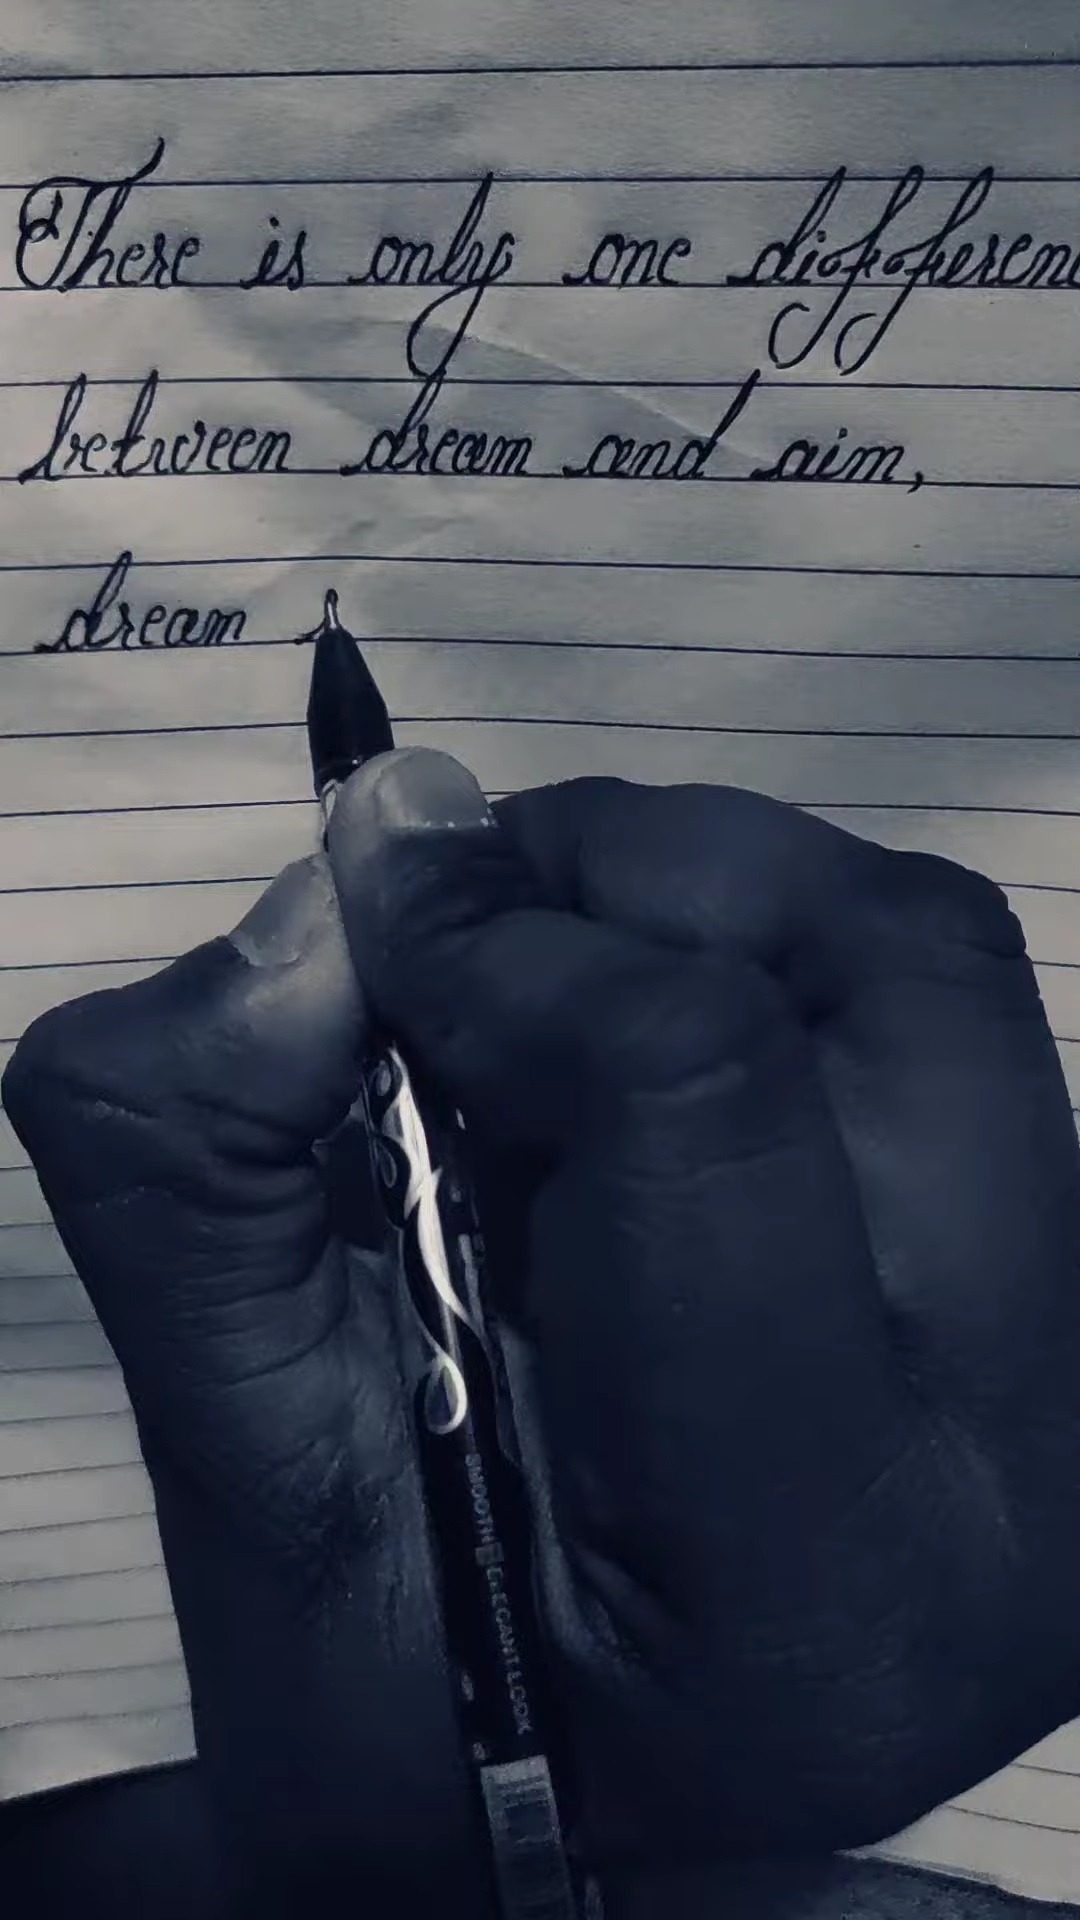 There is only one differen
between dream and aim,
dream
SMOOTH ELEGANT LOOK